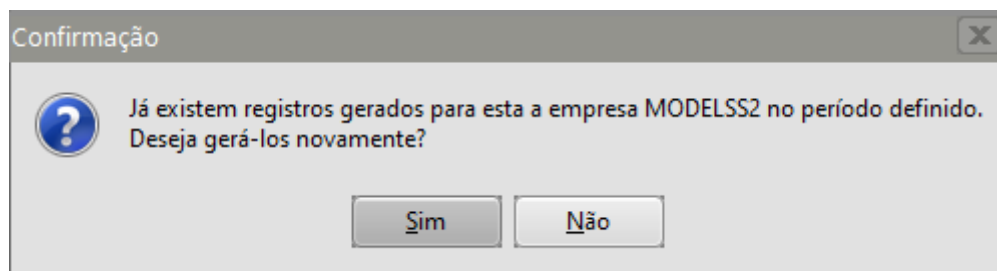 Confirmação
Já existem registros gerados para esta a empresa MODELSS2 no período definido.
Deseja gerá-los novamente?
Sim
Não